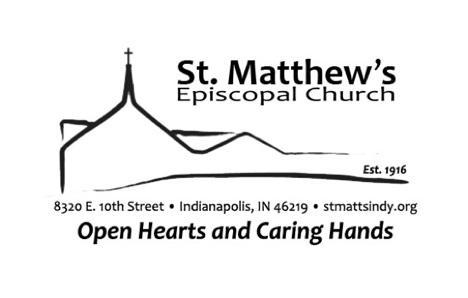 St. Matthew's
Episcopal Church
Est. 1916
8320 E. 10th Street • Indianapolis, IN 46219 • stmattsindy.org
Open Hearts and Caring Hands